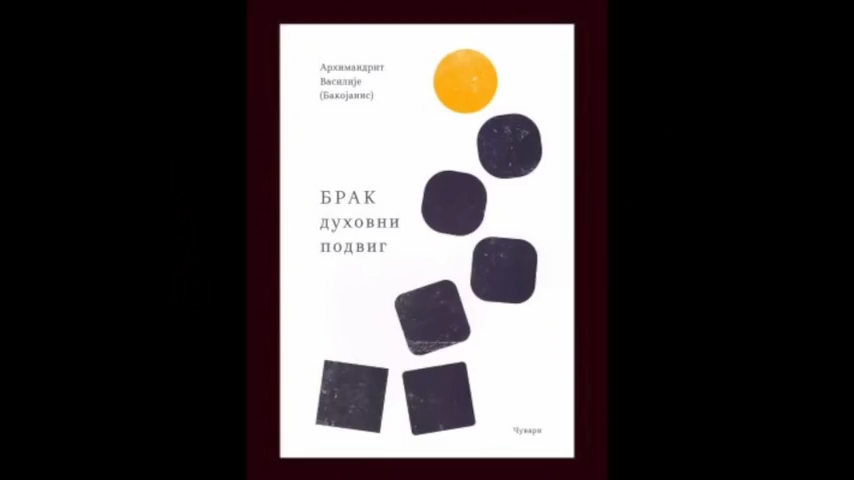 Архимандрит
Василије
(Бакојанис)
БРАК
духовни
подвиг
Чувари